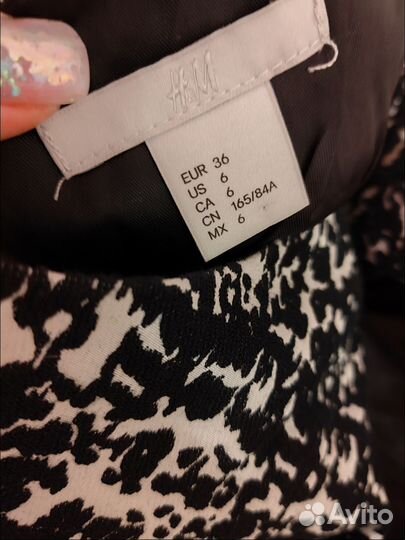 H&M
EUR 36
US 6
CA 6
CN 165/84A
MX 6
Avito